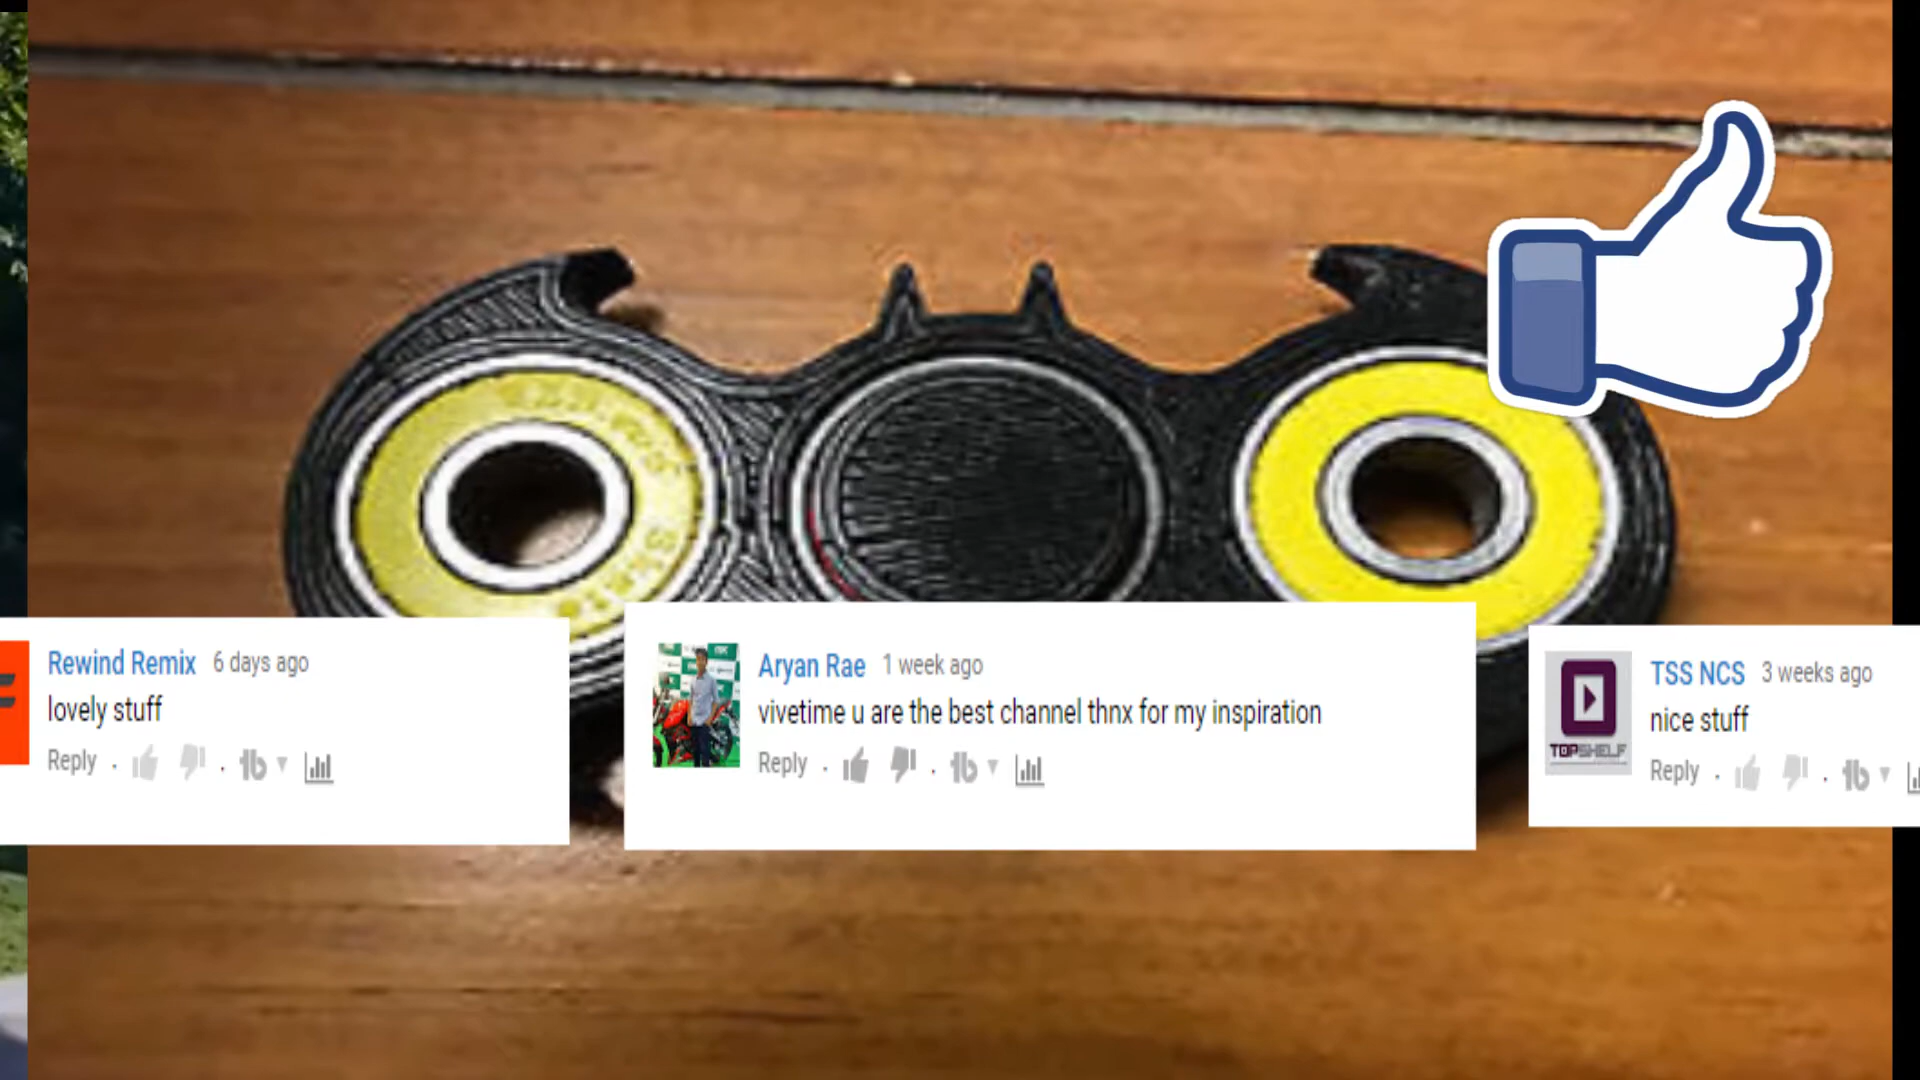 Rewind Remix 6 days ago
lovely stuff
Reply
Aryan Rae 1 week ago
vivetime u are the best channel thnx for my inspiration
Reply
TSS NCS 3 weeks ago
nice stuff
TOPSHELF
Reply